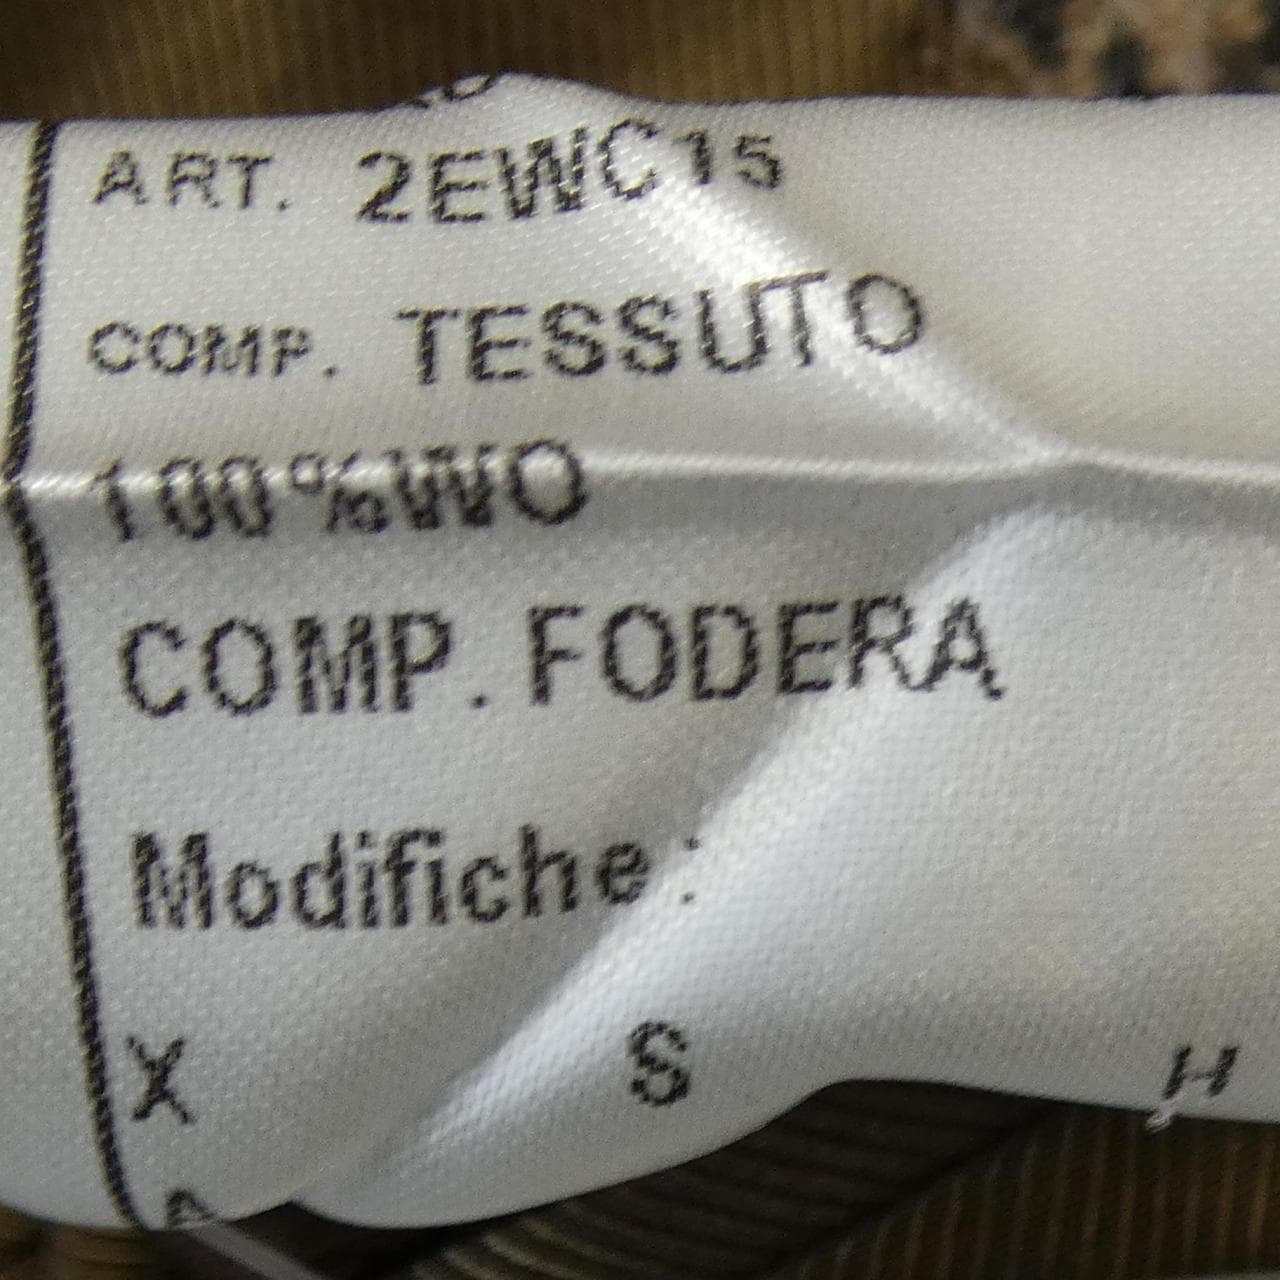 ART. 2EWC15
COMP. TESSUTO
100%WO
COMP. FODERA
Modifiche :
X S H